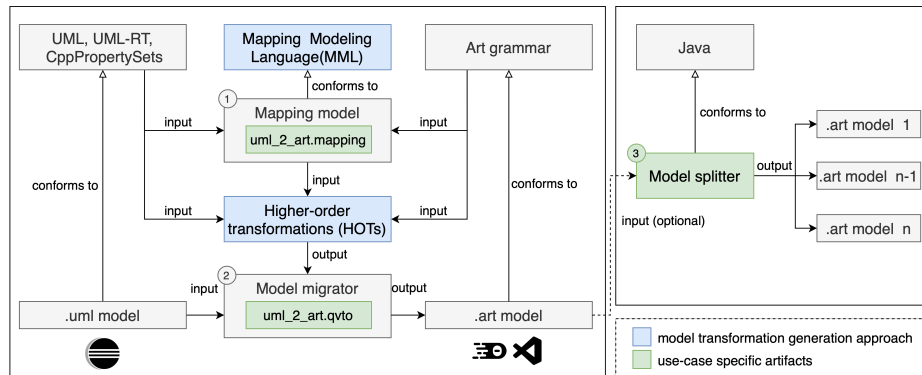 UML, UML-RT,
CppPropertySets
Mapping Modeling
Language(MML)
Art grammar
conforms to
1
Mapping model
uml_2_art.mapping
input
input
input
conforms to
conforms to
input
Higher-order
transformations (HOTs)
input
output
2
Model migrator
uml_2_art.qvto
input
output
.uml model
.art model
Java
conforms to
3
Model splitter
output
.art model 1
.art model n-1
.art model n
input (optional)
model transformation generation approach
use-case specific artifacts